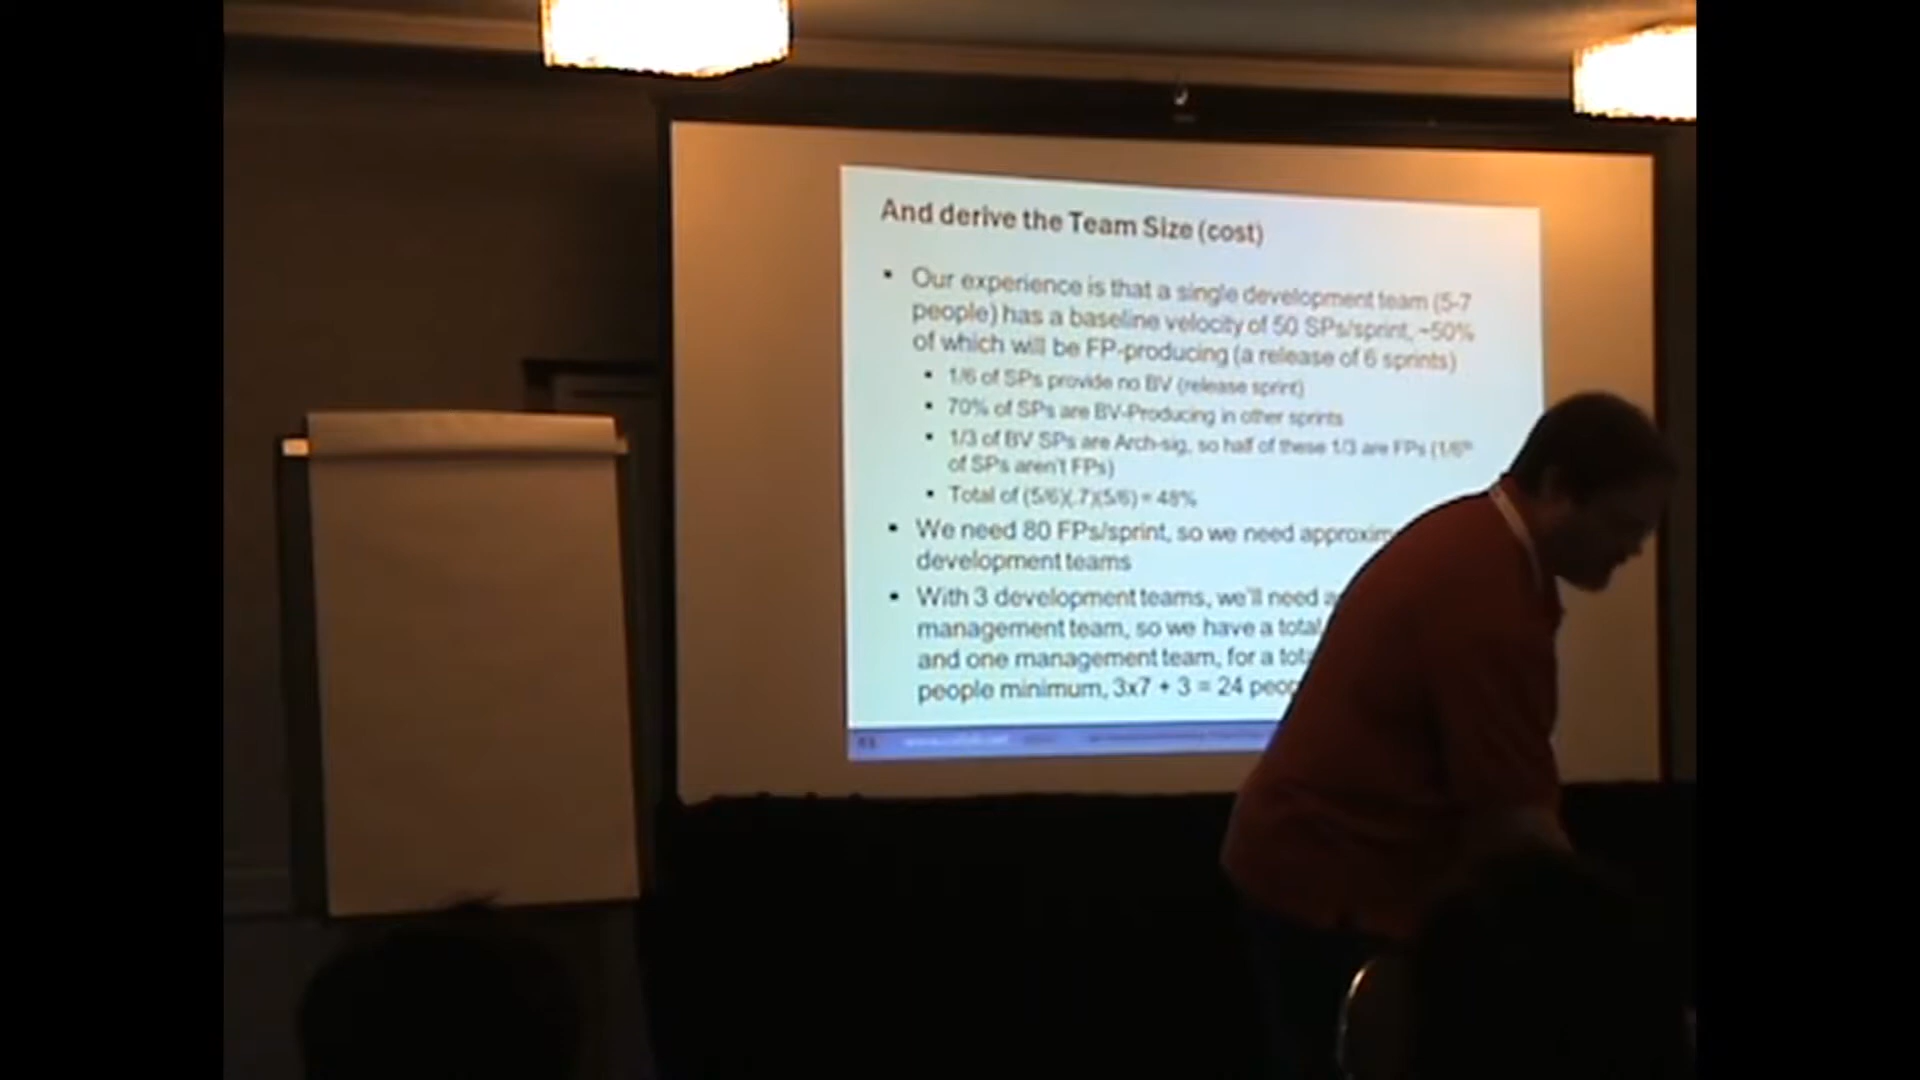 And derive the Team Size (cost)
Our experience is that a single development team (5-7
people) has a baseline velocity of 50 SPs/sprint, ~50%
of which will be FP-producing (a release of 6 sprints)
1/6 of SPs provide no BV (release sprint)
70% of SPs are BV-Producing in other sprints
1/3 of BV SPs are Arch-sig, so half of these 1/3 are FPs (1/6th
of SPs aren't FPs)
Total of (5/6)(.7)(5/6) = 48%
We need 80 FPs/sprint, so we need
development teams
With 3 development teams, we'll need
management team, so we have a total
and one management team, for a
people minimum, 3x7 + 3 = 24